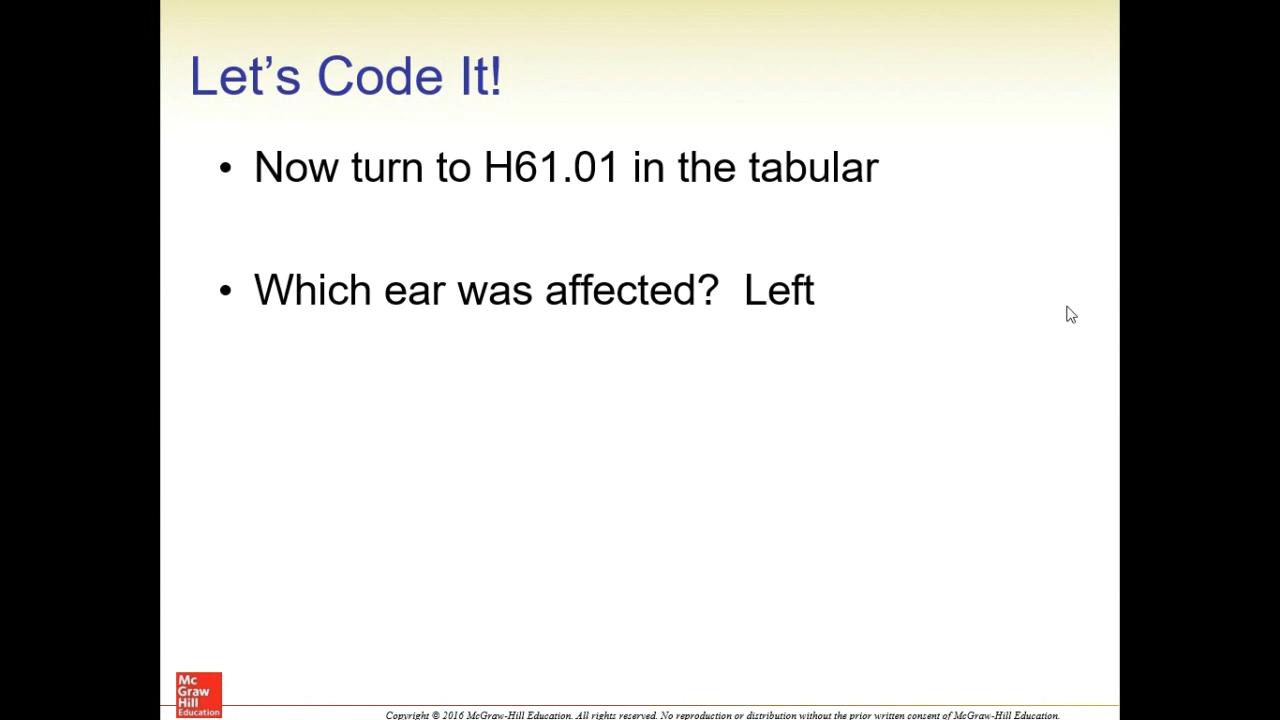 Let’s Code It!
• Now turn to H61.01 in the tabular
• Which ear was affected?  Left
Mc
Graw
Hill
Education
Copyright © 2016 McGraw-Hill Education. All rights reserved. No reproduction or distribution without the prior written consent of McGraw-Hill Education.